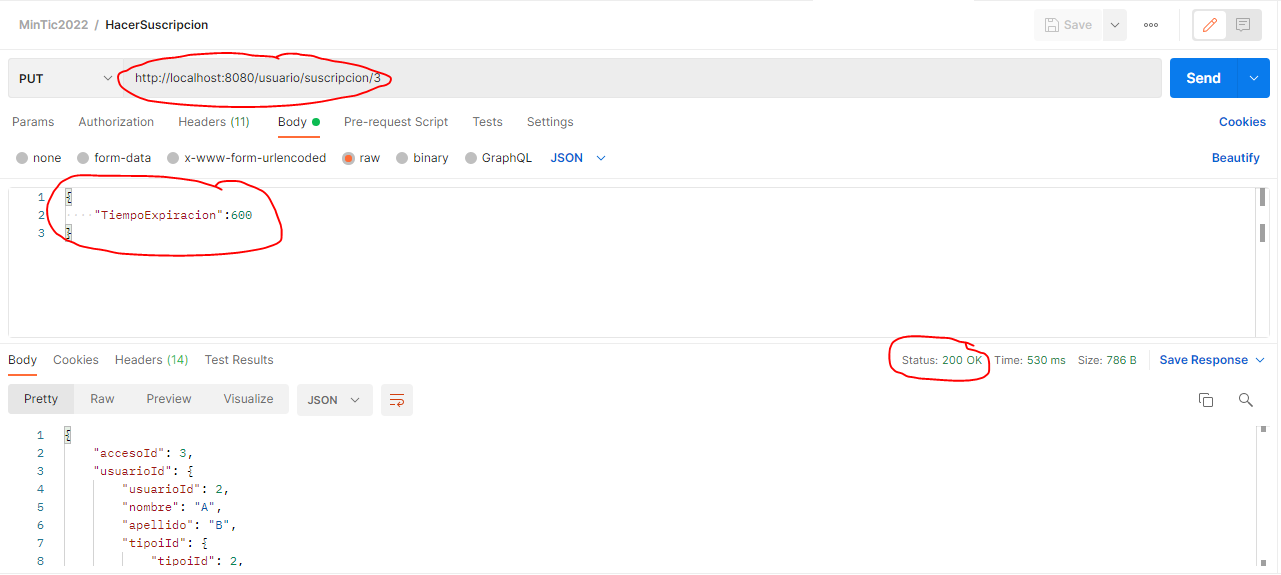 MinTic2022 / HacerSuscripcion
Save
PUT
http://localhost:8080/usuario/suscripcion/3
Send
Params Authorization Headers (11) Body Pre-request Script Tests Settings
Cookies
none form-data x-www-form-urlencoded raw binary GraphQL JSON
Beautify
1 {
2 "TiempoExpiracion":600
3 }
Body Cookies Headers (14) Test Results
Status: 200 OK Time: 530 ms Size: 786 B
Save Response
Pretty Raw Preview Visualize JSON
1 {
2 "accesoId": 3,
3 "usuarioId": {
4 "usuarioId": 2,
5 "nombre": "A",
6 "apellido": "B",
7 "tipoiId": {
8 "tipoiId": 2,